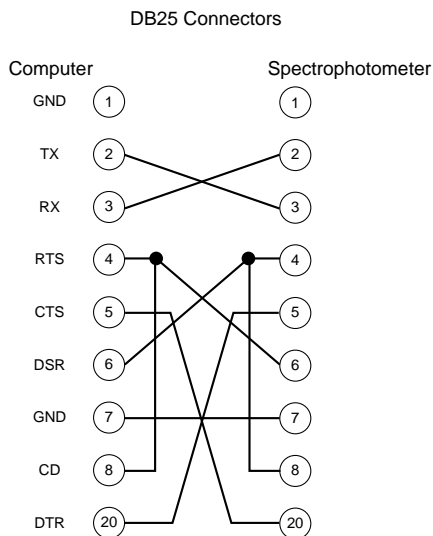 DB25 Connectors
Computer Spectrophotometer
GND 1 1
TX 2 2
RX 3 3
RTS 4 4
CTS 5 5
DSR 6 6
GND 7 7
CD 8 8
DTR 20 20